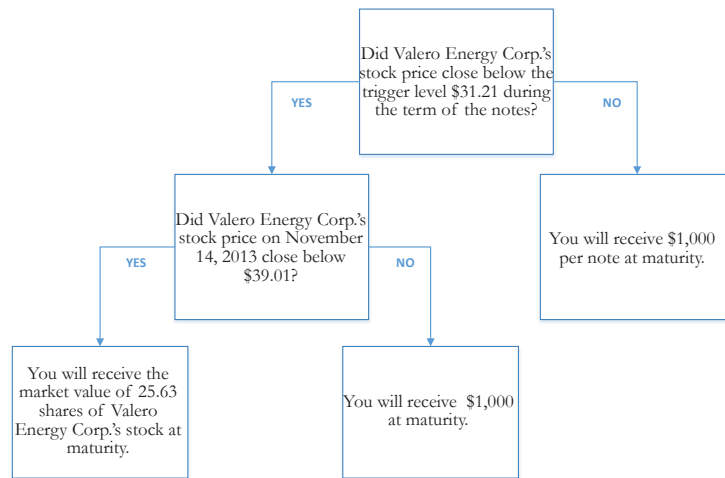 Did Valero Energy Corp.'s
stock price close below the
trigger level $31.21 during
the term of the notes?
YES
NO
Did Valero Energy Corp.'s
stock price on November
14, 2013 close below
$39.01?
You will receive $1,000
per note at maturity.
YES
NO
You will receive the
market value of 25.63
shares of Valero
Energy Corp.'s stock at
maturity.
You will receive $1,000
at maturity.